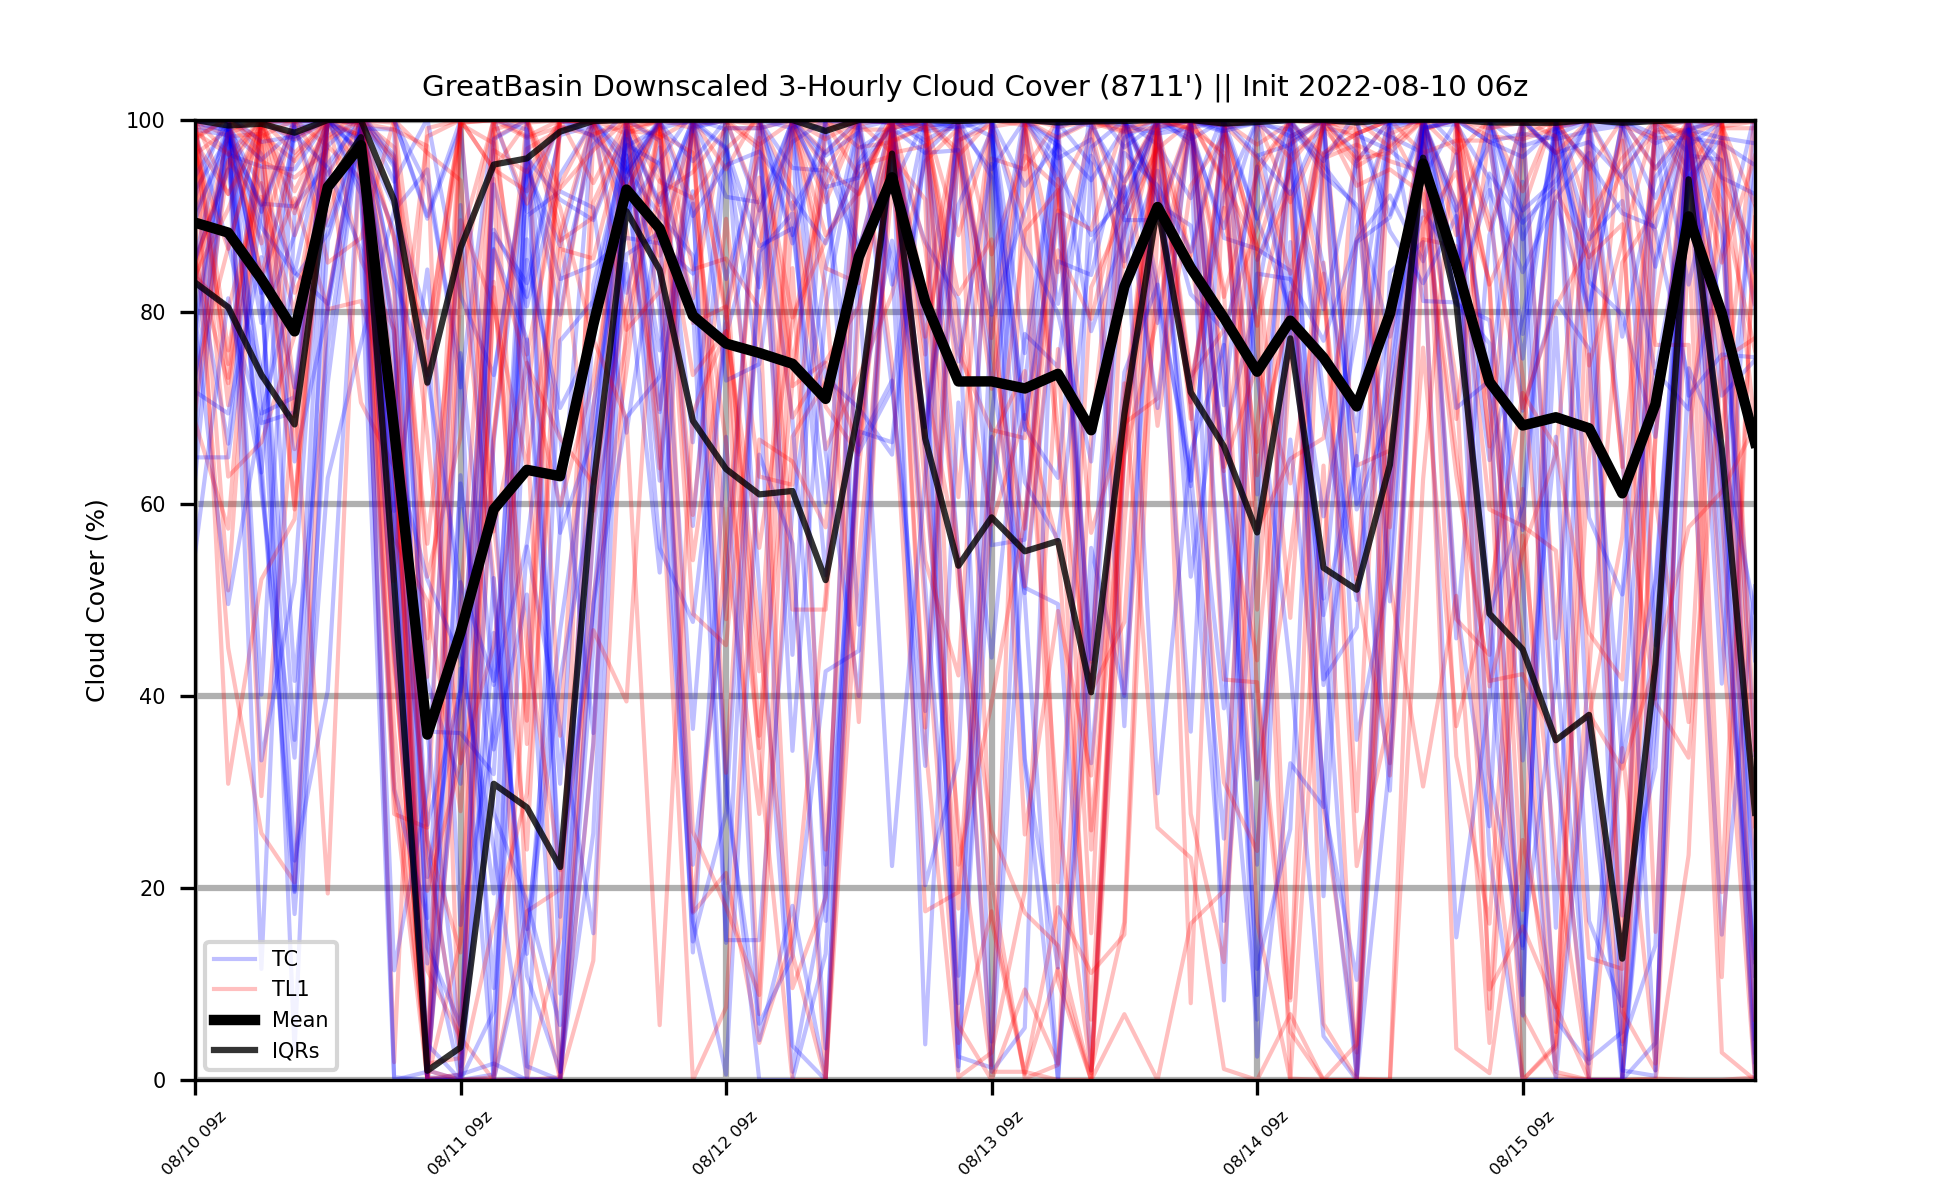 GreatBasin Downscaled 3-Hourly Cloud Cover (8711') || Init 2022-08-10 06z
Cloud Cover (%)
100
80
60
40
20
0
TC
TL1
Mean
IQRs
08/10 09z
08/11 09z
08/12 09z
08/13 09z
08/14 09z
08/15 09z